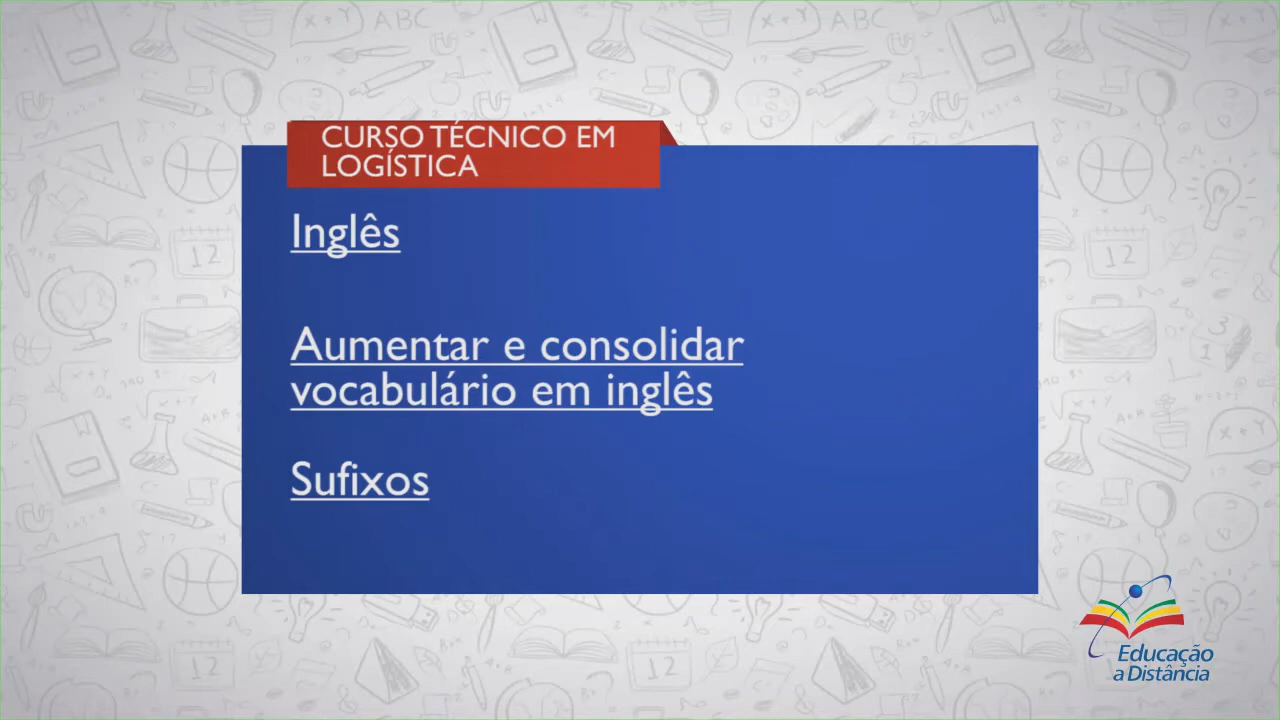 CURSO TÉCNICO EM
LOGÍSTICA
Inglês
Aumentar e consolidar
vocabulário em inglês
Sufixos
Educação
a Distância